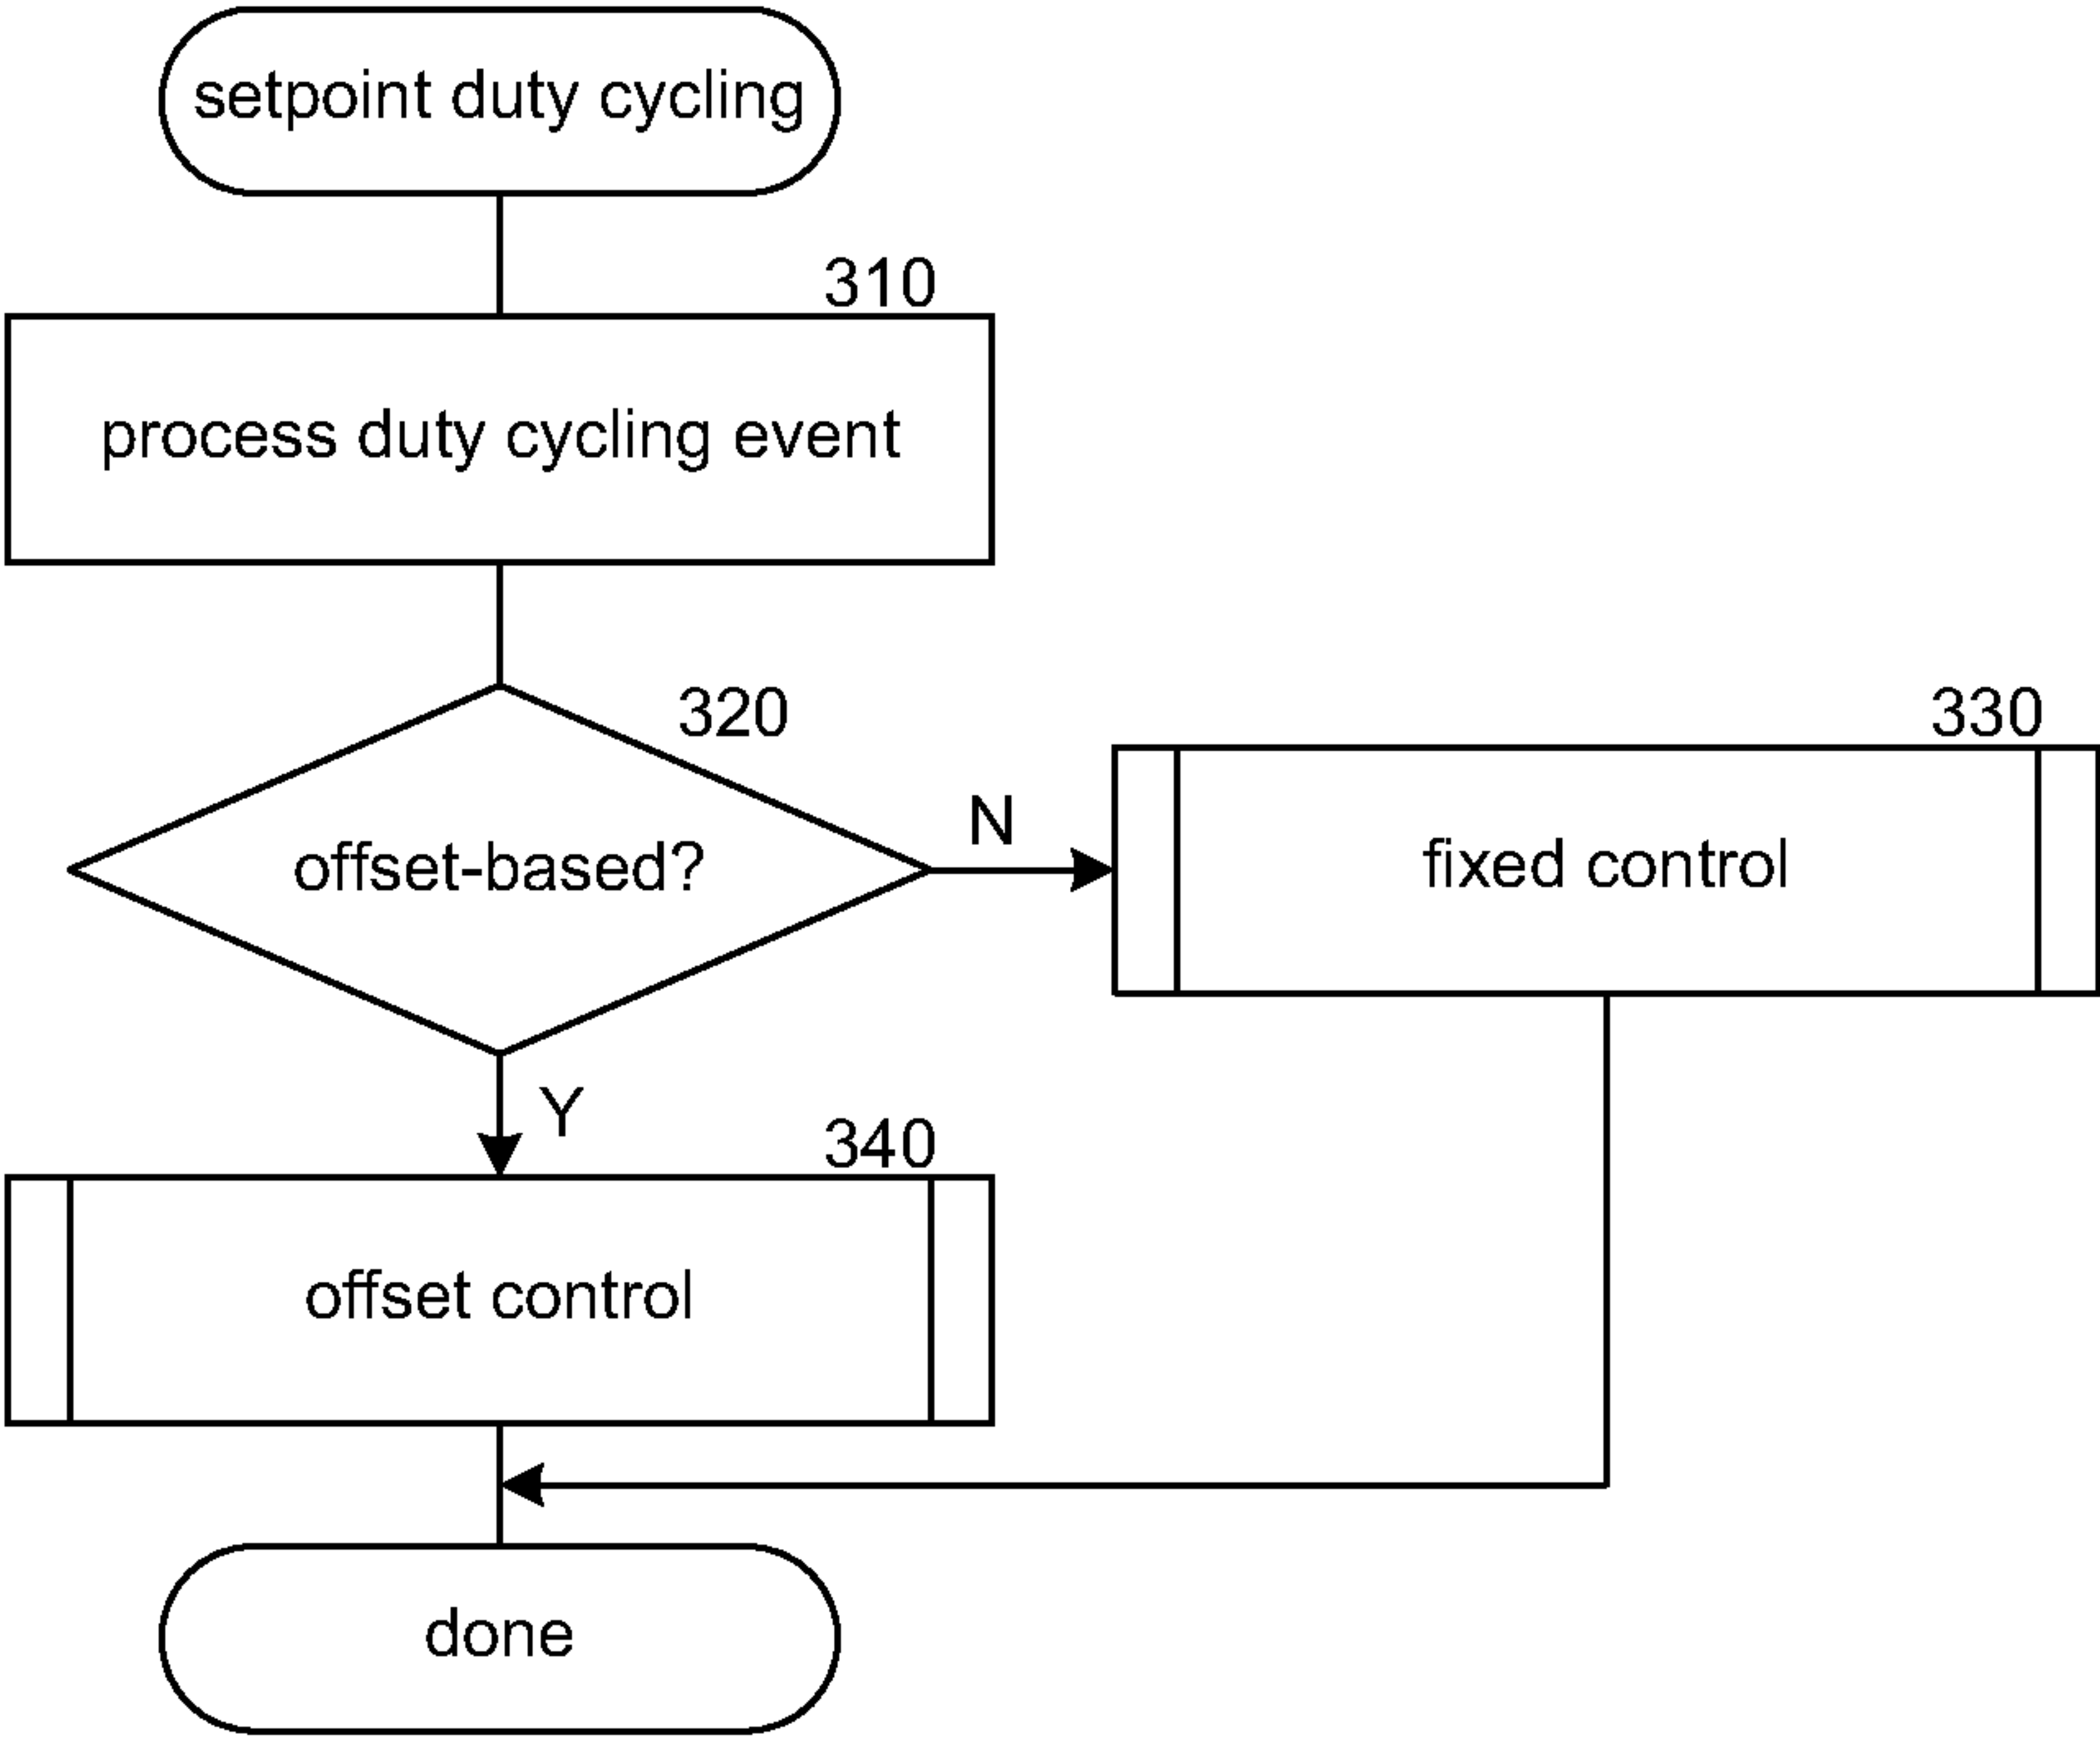 setpoint duty cycling
310
process duty cycling event
320
offset-based?
N
330
fixed control
Y
340
offset control
done